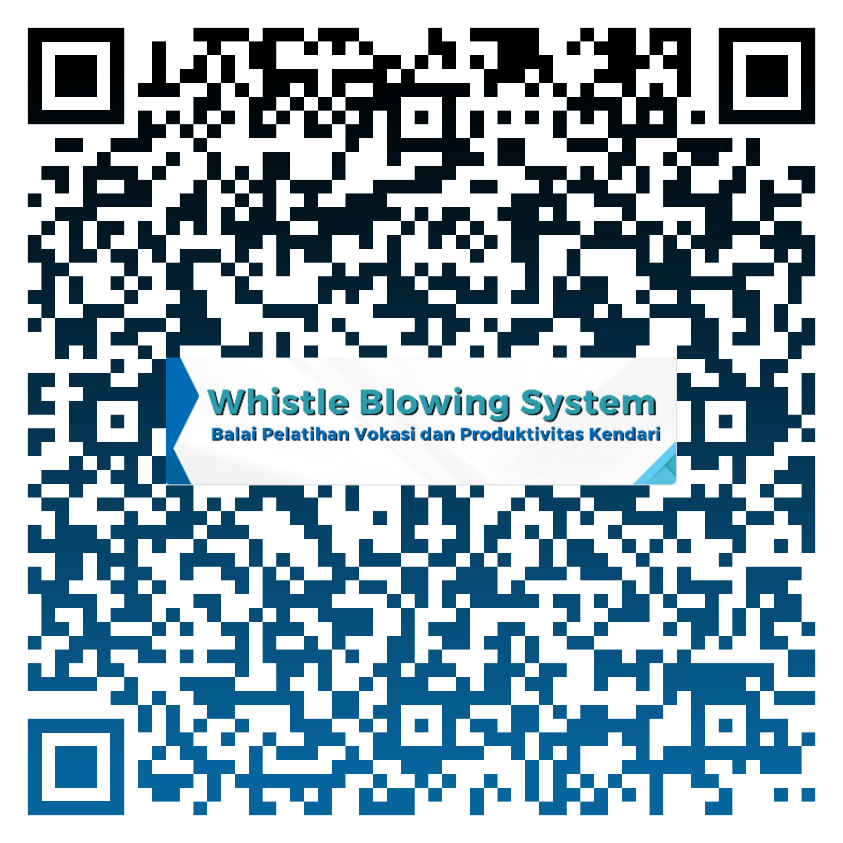 Whistle Blowing System
Balai Pelatihan Vokasi dan Produktivitas Kendari